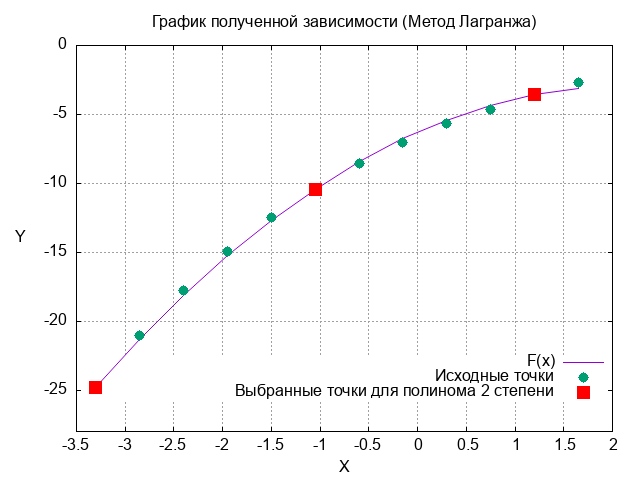 График полученной зависимости (Метод Лагранжа)
0
-5
-10
-15
-20
-25
Y
F(x)
Исходные точки
Выбранные точки для полинома 2 степени
-3.5 -3 -2.5 -2 -1.5 -1 -0.5 0 0.5 1 1.5 2
X